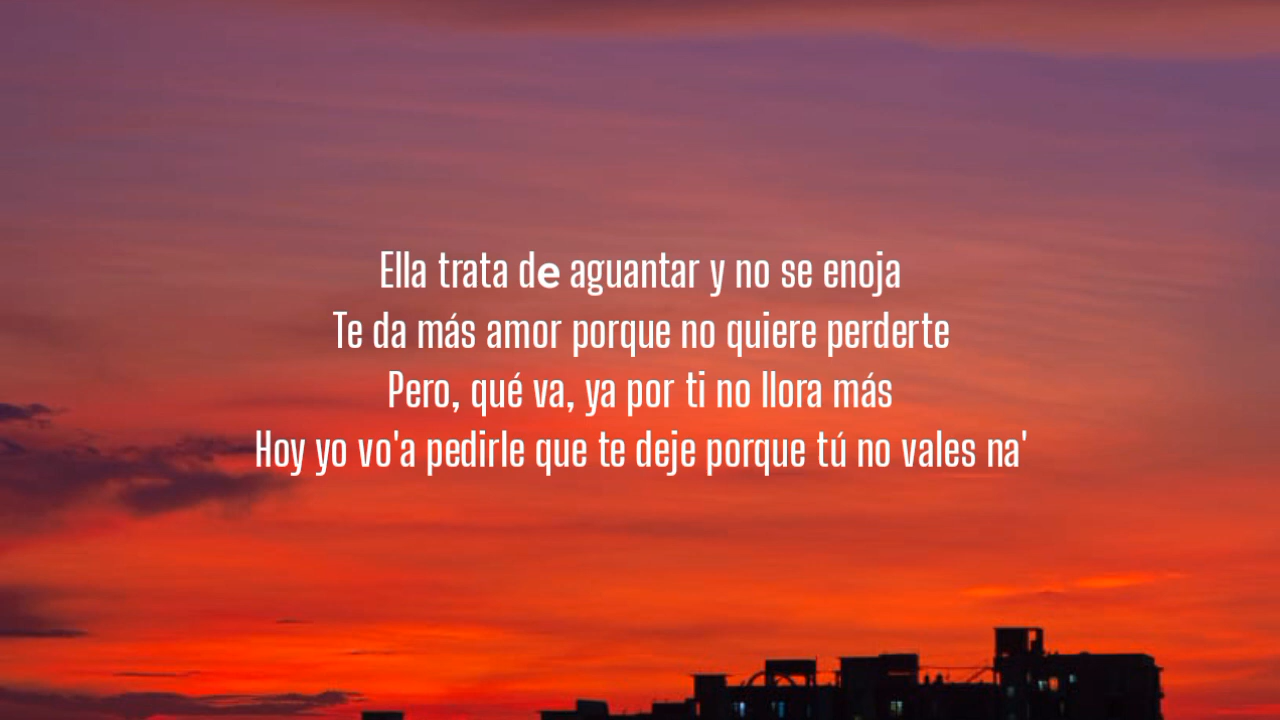 Ella trata de aguantar y no se enoja
Te da más amor porque no quiere perderte
Pero, qué va, ya por ti no llora más
Hoy yo vo'a pedirle que te deje porque tú no vales na'